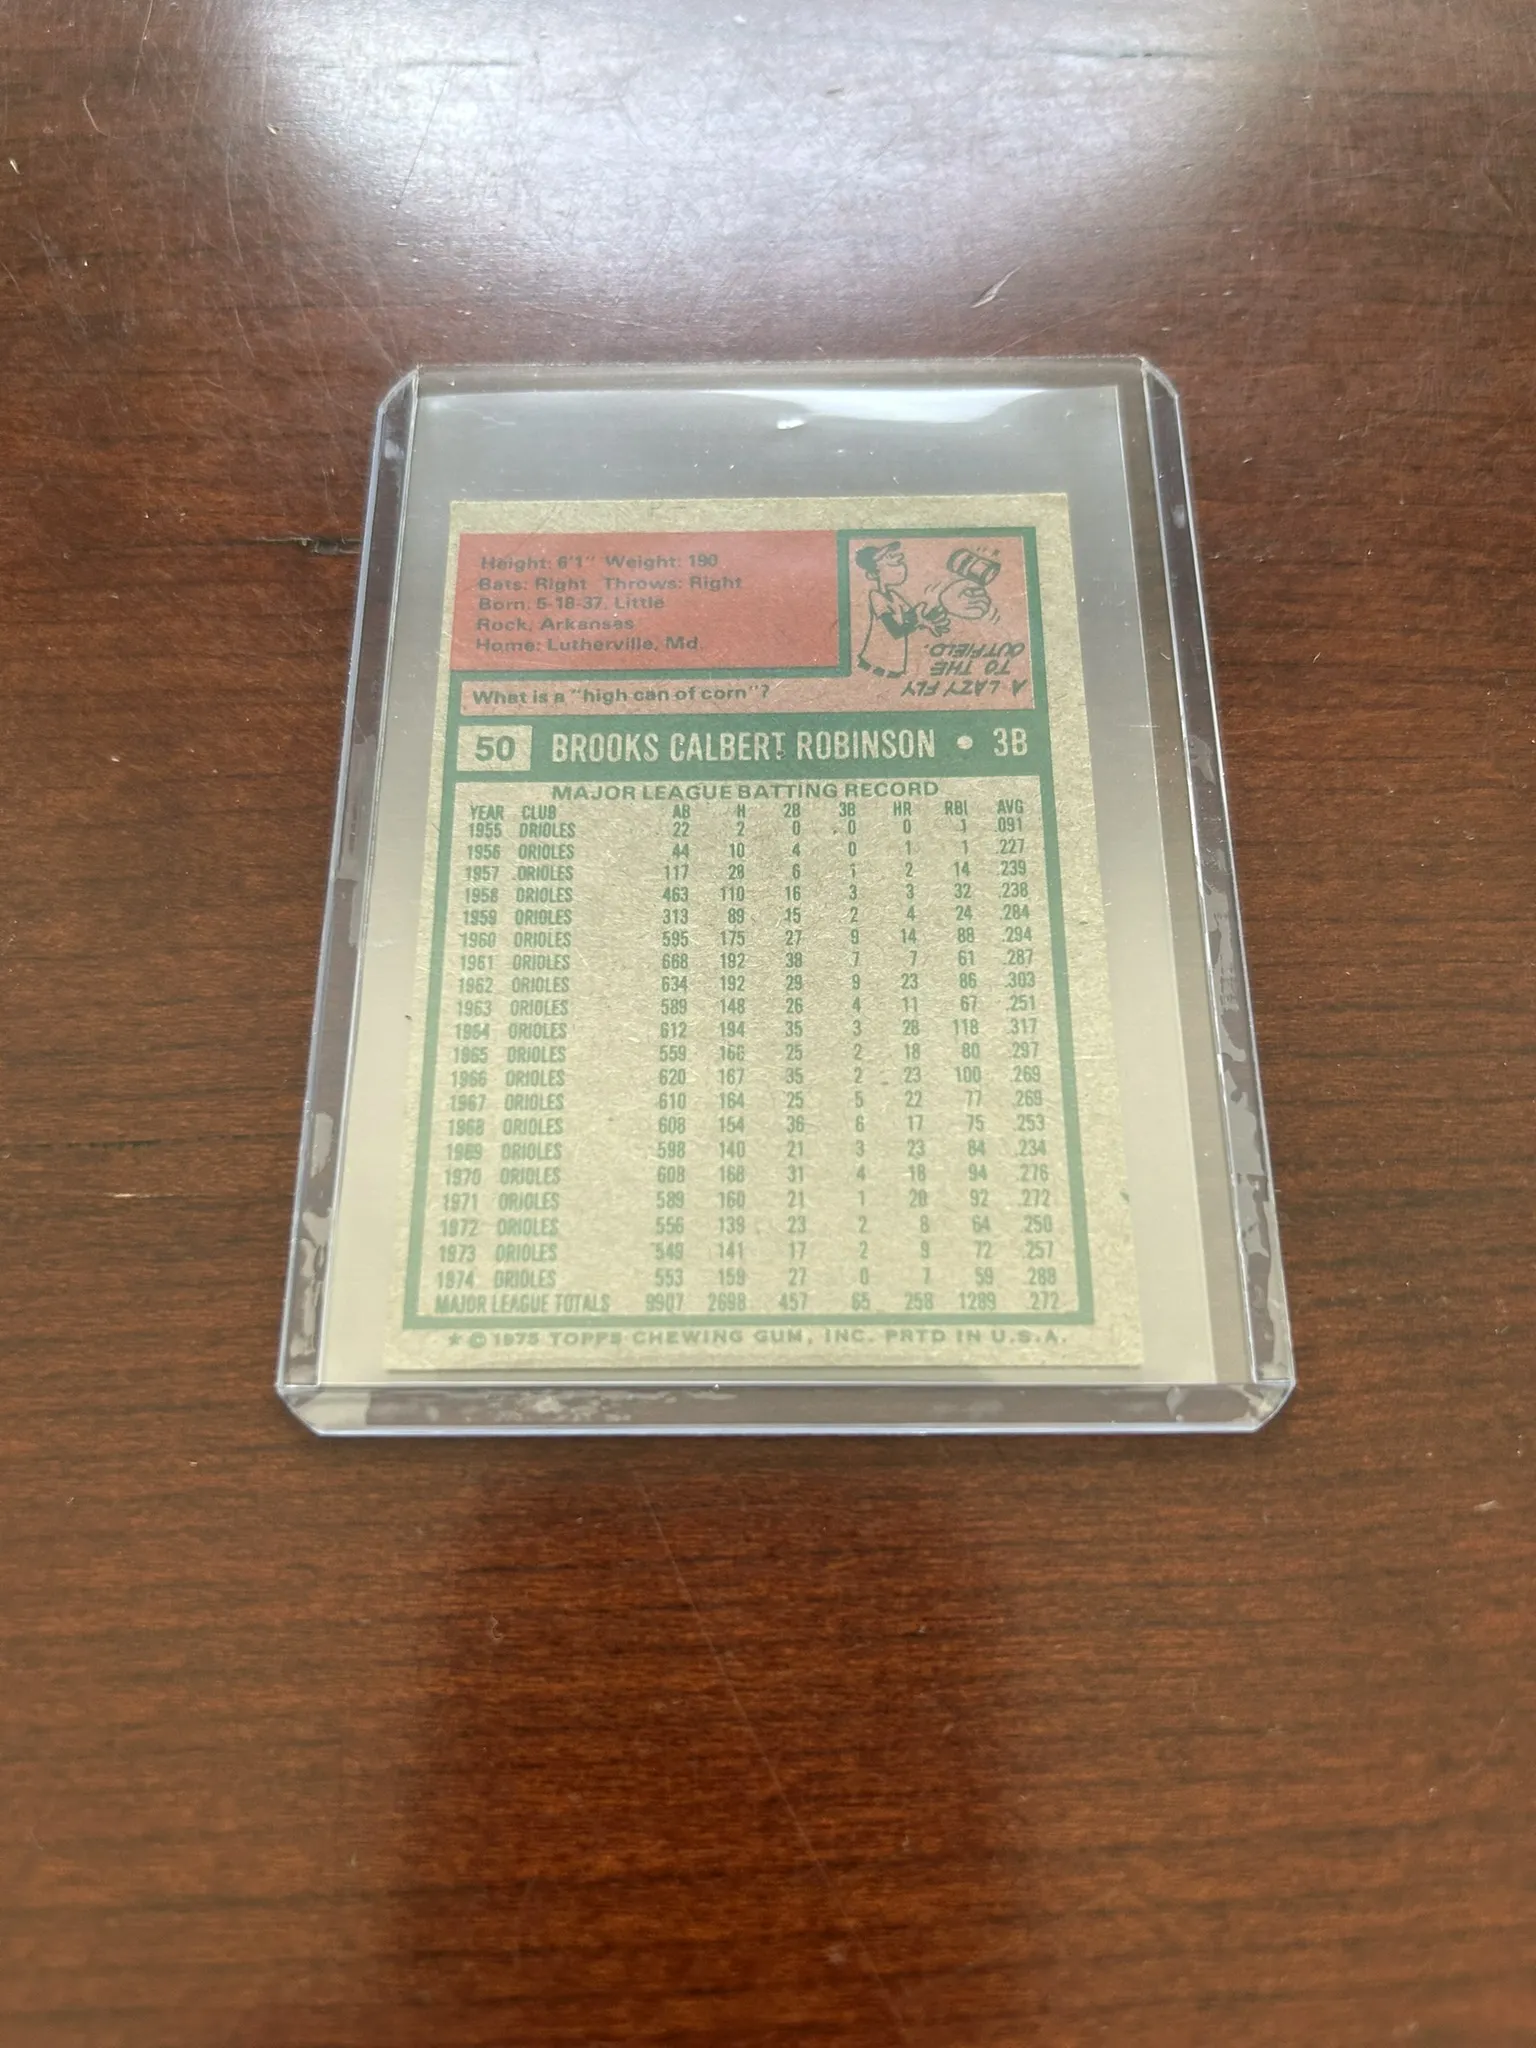 Height: 6'1" Weight: 190
Bats: Right Throws: Right
Born: 5-18-37, Little
Rock, Arkansas
Home: Lutherville, Md.
A LAZY FLY
TO THE
OUTFIELD.
What is a "high can of corn"?
50 BROOKS CALBERT ROBINSON • 3B
MAJOR LEAGUE BATTING RECORD
YEAR CLUB AB H 2B 3B HR RBI AVG
1955 ORIOLES 22 2 0 0 0 1 .091
1956 ORIOLES 44 10 4 0 1 1 .227
1957 ORIOLES 117 28 6 1 2 14 .239
1958 ORIOLES 463 110 16 3 3 32 .238
1959 ORIOLES 313 89 15 2 4 24 .284
1960 ORIOLES 595 175 27 9 14 88 .294
1961 ORIOLES 668 192 38 7 7 61 .287
1962 ORIOLES 634 192 29 9 23 86 .303
1963 ORIOLES 589 148 26 4 11 67 .251
1964 ORIOLES 612 194 35 3 28 118 .317
1965 ORIOLES 559 166 25 2 18 80 .297
1966 ORIOLES 620 167 35 2 23 100 .269
1967 ORIOLES 610 164 25 5 22 77 .269
1968 ORIOLES 608 154 36 6 17 75 .253
1969 ORIOLES 598 140 21 3 23 84 .234
1970 ORIOLES 608 168 31 4 18 94 .276
1971 ORIOLES 589 160 21 1 20 92 .272
1972 ORIOLES 556 139 23 2 8 64 .250
1973 ORIOLES 549 141 17 2 9 72 .257
1974 ORIOLES 553 159 27 0 7 59 .288
MAJOR LEAGUE TOTALS 9907 2698 457 65 258 1289 .272
★ © 1975 TOPPS CHEWING GUM, INC. PRTD IN U.S.A.